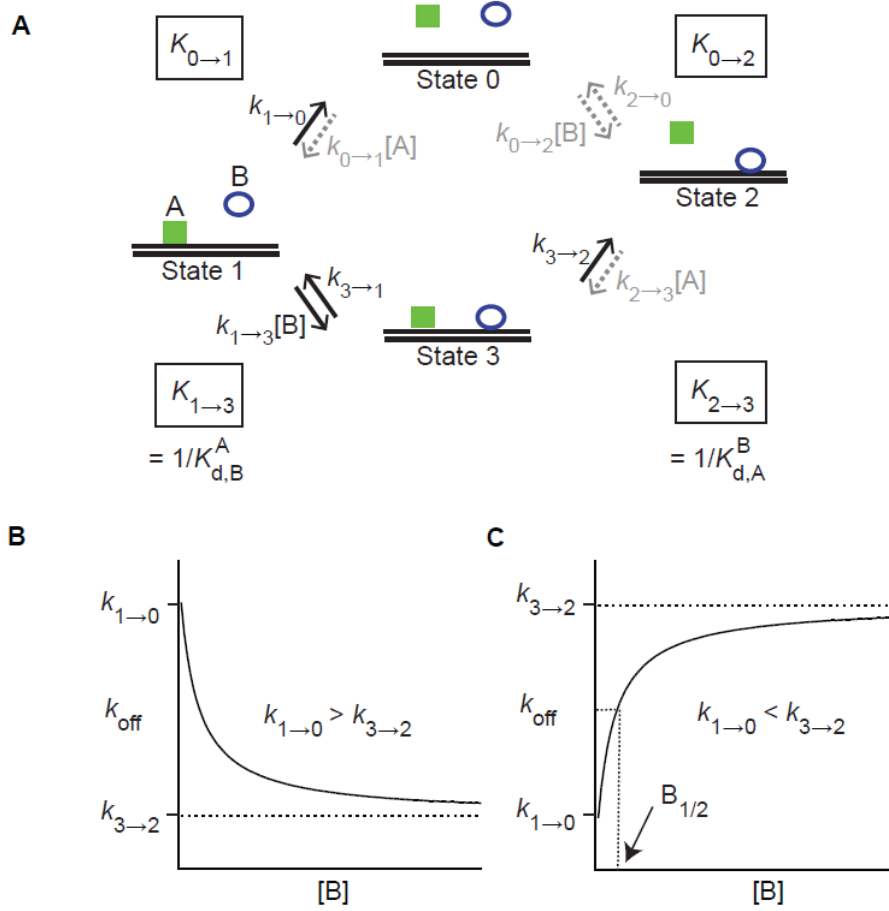 A
K0→1
State 0
K0→2
k1→0
k0→1[A]
k2→0
k0→2[B]
A
B
State 1
State 2
k3→1
k1→3[B]
k3→2
k2→3[A]
State 3
K1→3
= 1/K^A_d,B
K2→3
= 1/K^B_d,A
B
k1→0
koff
k1→0 > k3→2
k3→2
[B]
C
k3→2
koff
k1→0 < k3→2
k1→0
B1/2
[B]